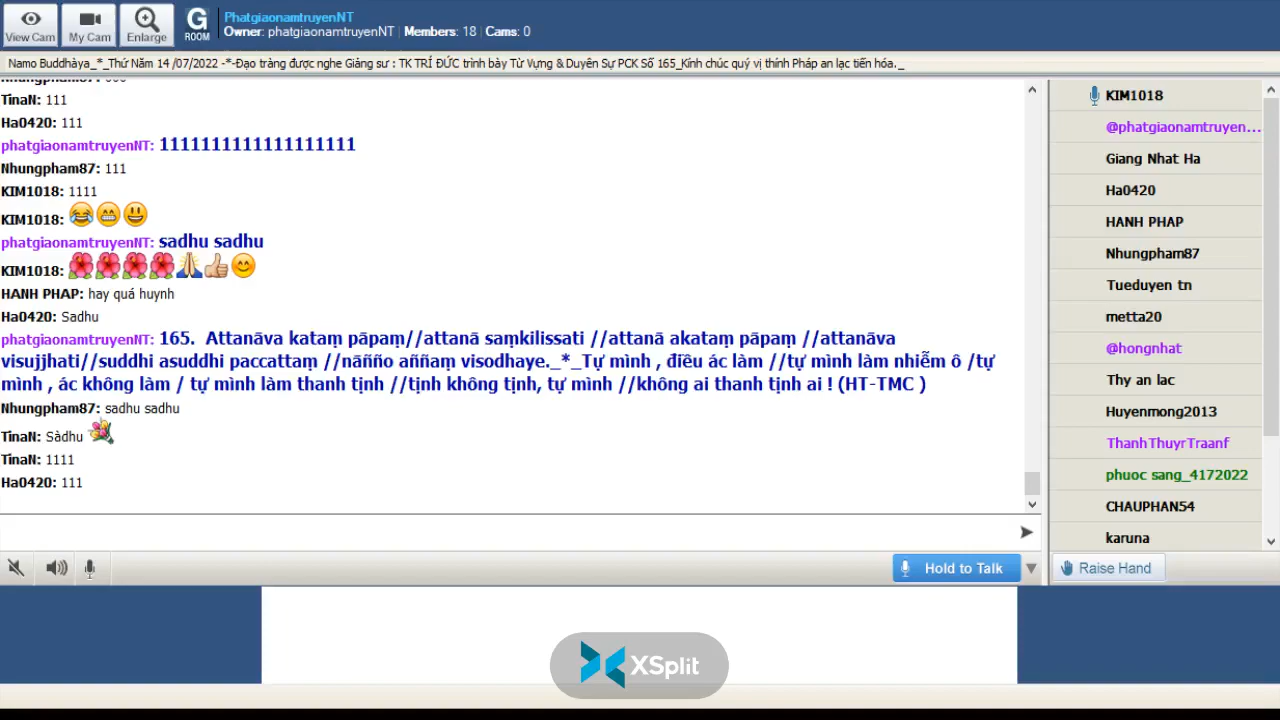 View Cam
My Cam
Enlarge
G
ROOM
PhatgiaonamtruyenNT
Owner: phatgiaonamtruyenNT | Members: 18 | Cams: 0
Namo Buddhàya_*_Thứ Năm 14 /07/2022 -*-Đạo tràng được nghe Giảng sư : TK TRÍ ĐỨC trình bày Từ Vựng & Duyên Sự PCK Số 165_Kính chúc quý vị thính Pháp an lạc tiến hóa._
TinaN: 111
Ha0420: 111
phatgiaonamtruyenNT: 1111111111111111111
Nhungpham87: 111
KIM1018: 1111
KIM1018:
phatgiaonamtruyenNT: sadhu sadhu
KIM1018:
HANH PHAP: hay quá huynh
Ha0420: Sadhu
phatgiaonamtruyenNT: 165. Attanāva kataṃ pāpaṃ//attanā saṃkilissati //attanā akataṃ pāpaṃ //attanāva
visujjhati//suddhi asuddhi paccattaṃ //nāñño aññaṃ visodhaye._*_Tự mình , điều ác làm //tự mình làm nhiễm ô /tự
mình , ác không làm / tự mình làm thanh tịnh //tịnh không tịnh, tự mình //không ai thanh tịnh ai ! (HT-TMC )
Nhungpham87: sadhu sadhu
TinaN: Sàdhu
TinaN: 1111
Ha0420: 111
KIM1018
@phatgiaonamtruyen...
Giang Nhat Ha
Ha0420
HANH PHAP
Nhungpham87
Tueduyen tn
metta20
@hongnhat
Thy an lac
Huyenmong2013
ThanhThuyrTraanf
phuoc sang_4172022
CHAUPHAN54
karuna
Hold to Talk
Raise Hand
XSplit